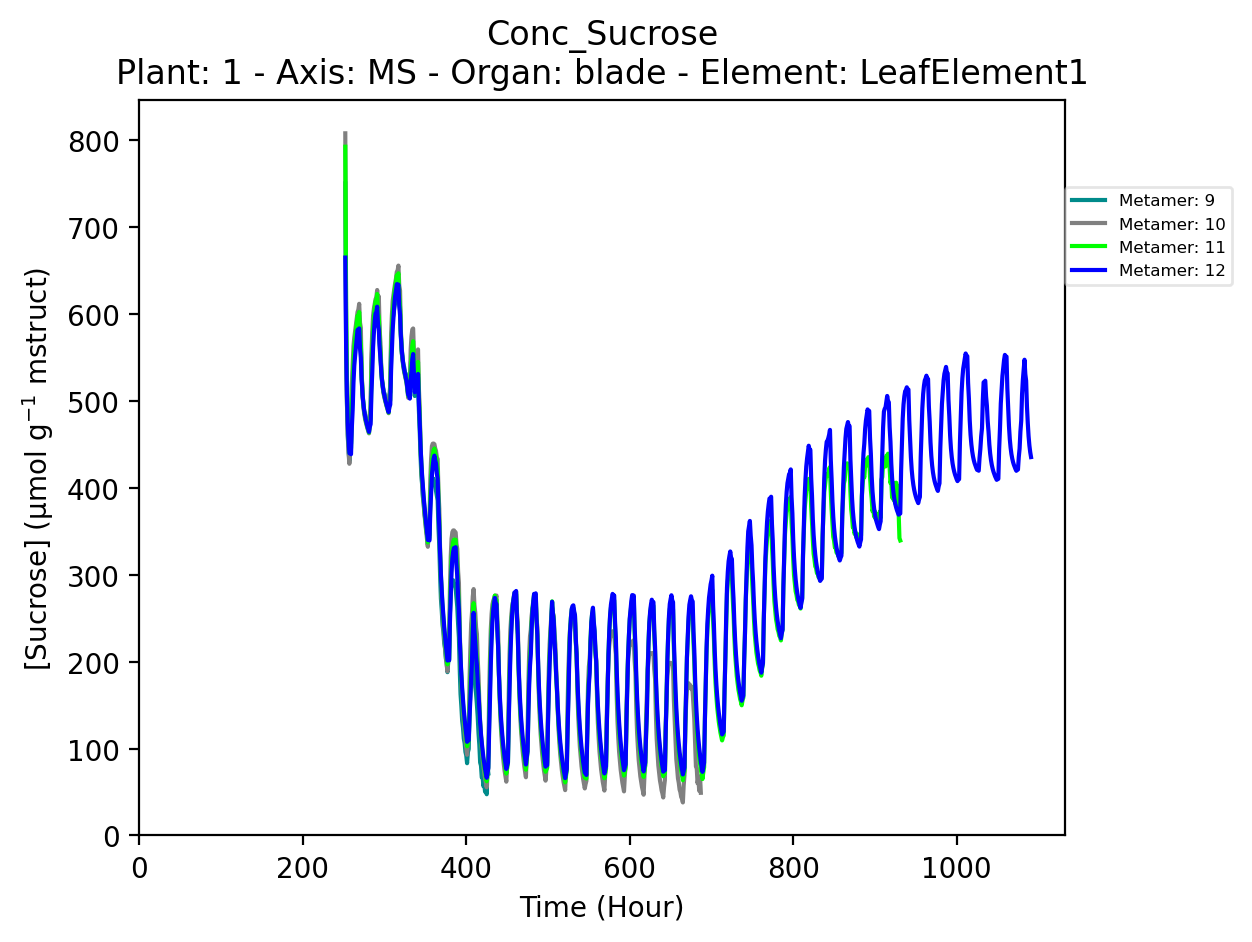 Conc_Sucrose
Plant: 1 - Axis: MS - Organ: blade - Element: LeafElement1
[Sucrose] (µmol g⁻¹ mstruct)
800
700
600
500
400
300
200
100
0
0 200 400 600 800 1000
Time (Hour)
Metamer: 9
Metamer: 10
Metamer: 11
Metamer: 12